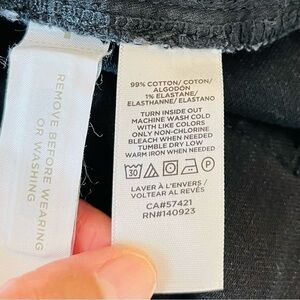 REMOVE BEFORE WEARING
OR WASHING
99% COTTON/ COTON/
ALGODON
1% ELASTANE/
ELASTHANNE/ ELASTANO
TURN INSIDE OUT
MACHINE WASH COLD
WITH LIKE COLORS
ONLY NON-CHLORINE
BLEACH WHEN NEEDED
TUMBLE DRY LOW
WARM IRON WHEN NEEDED
30 P
LAVER À L'ENVERS /
VOLTEAR AL REVÉS
CA#57421
RN#140923